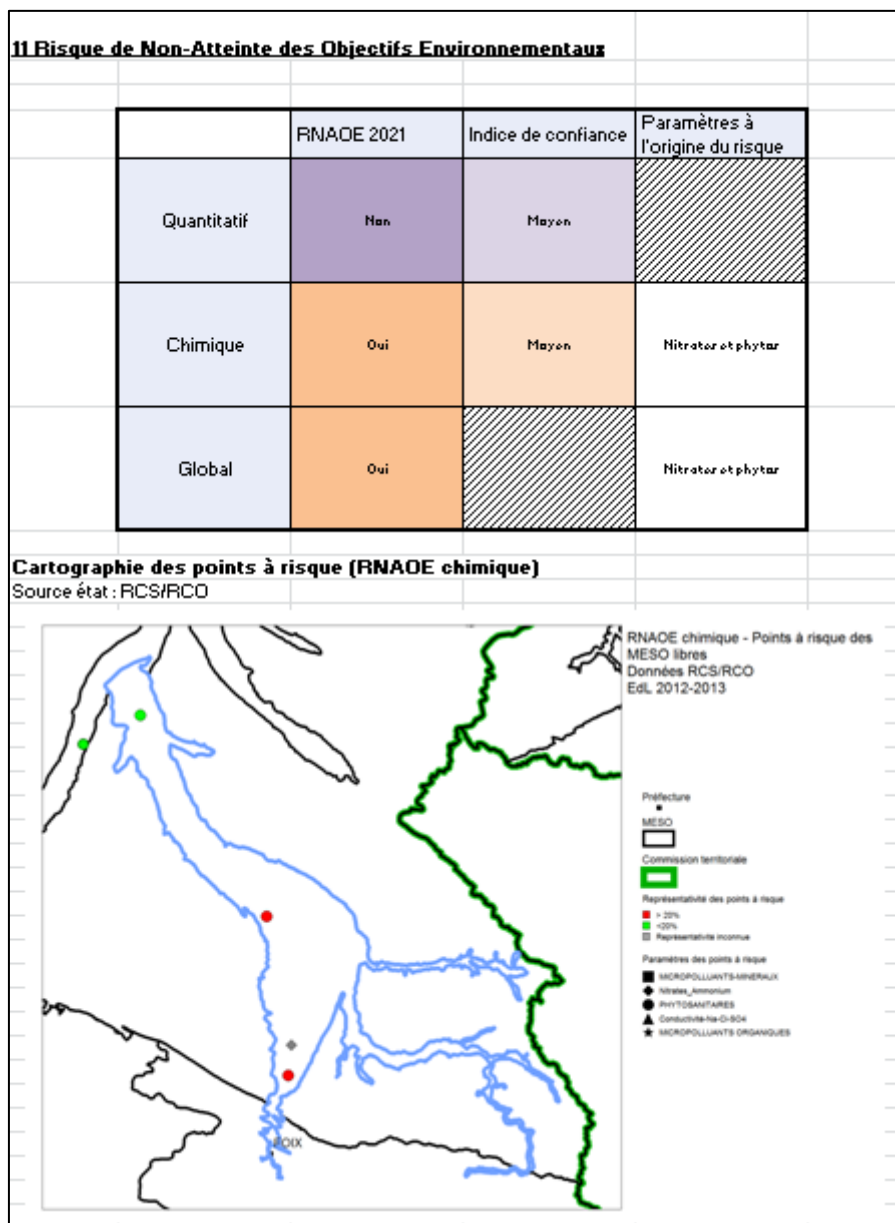 11 Risque de Non-Atteinte des Objectifs Environnementaux
RNAOE 2021
Indice de confiance
Paramètres à
l'origine du risque
Quantitatif
Non
Moyen
Chimique
Oui
Moyen
Nitrates et phytos
Global
Oui
Nitrates et phytos
Cartographie des points à risque (RNAOE chimique)
Source état : RCS/RCO
RNAOE chimique - Points à risque des
MESO libres
Données RCS/RCO
EdL 2012-2013
Préfecture
MESO
Commission territoriale
Représentativité des points à risque
> 20%
<20%
Représentativité inconnue
Paramètres des points à risque
MICROPOLLUANTS-MINERAUX
Nitrates_Ammonium
PHYTOSANITAIRES
Conductivité-Na-Cl-SO4
MICROPOLLUANTS ORGANIQUES
FOIX